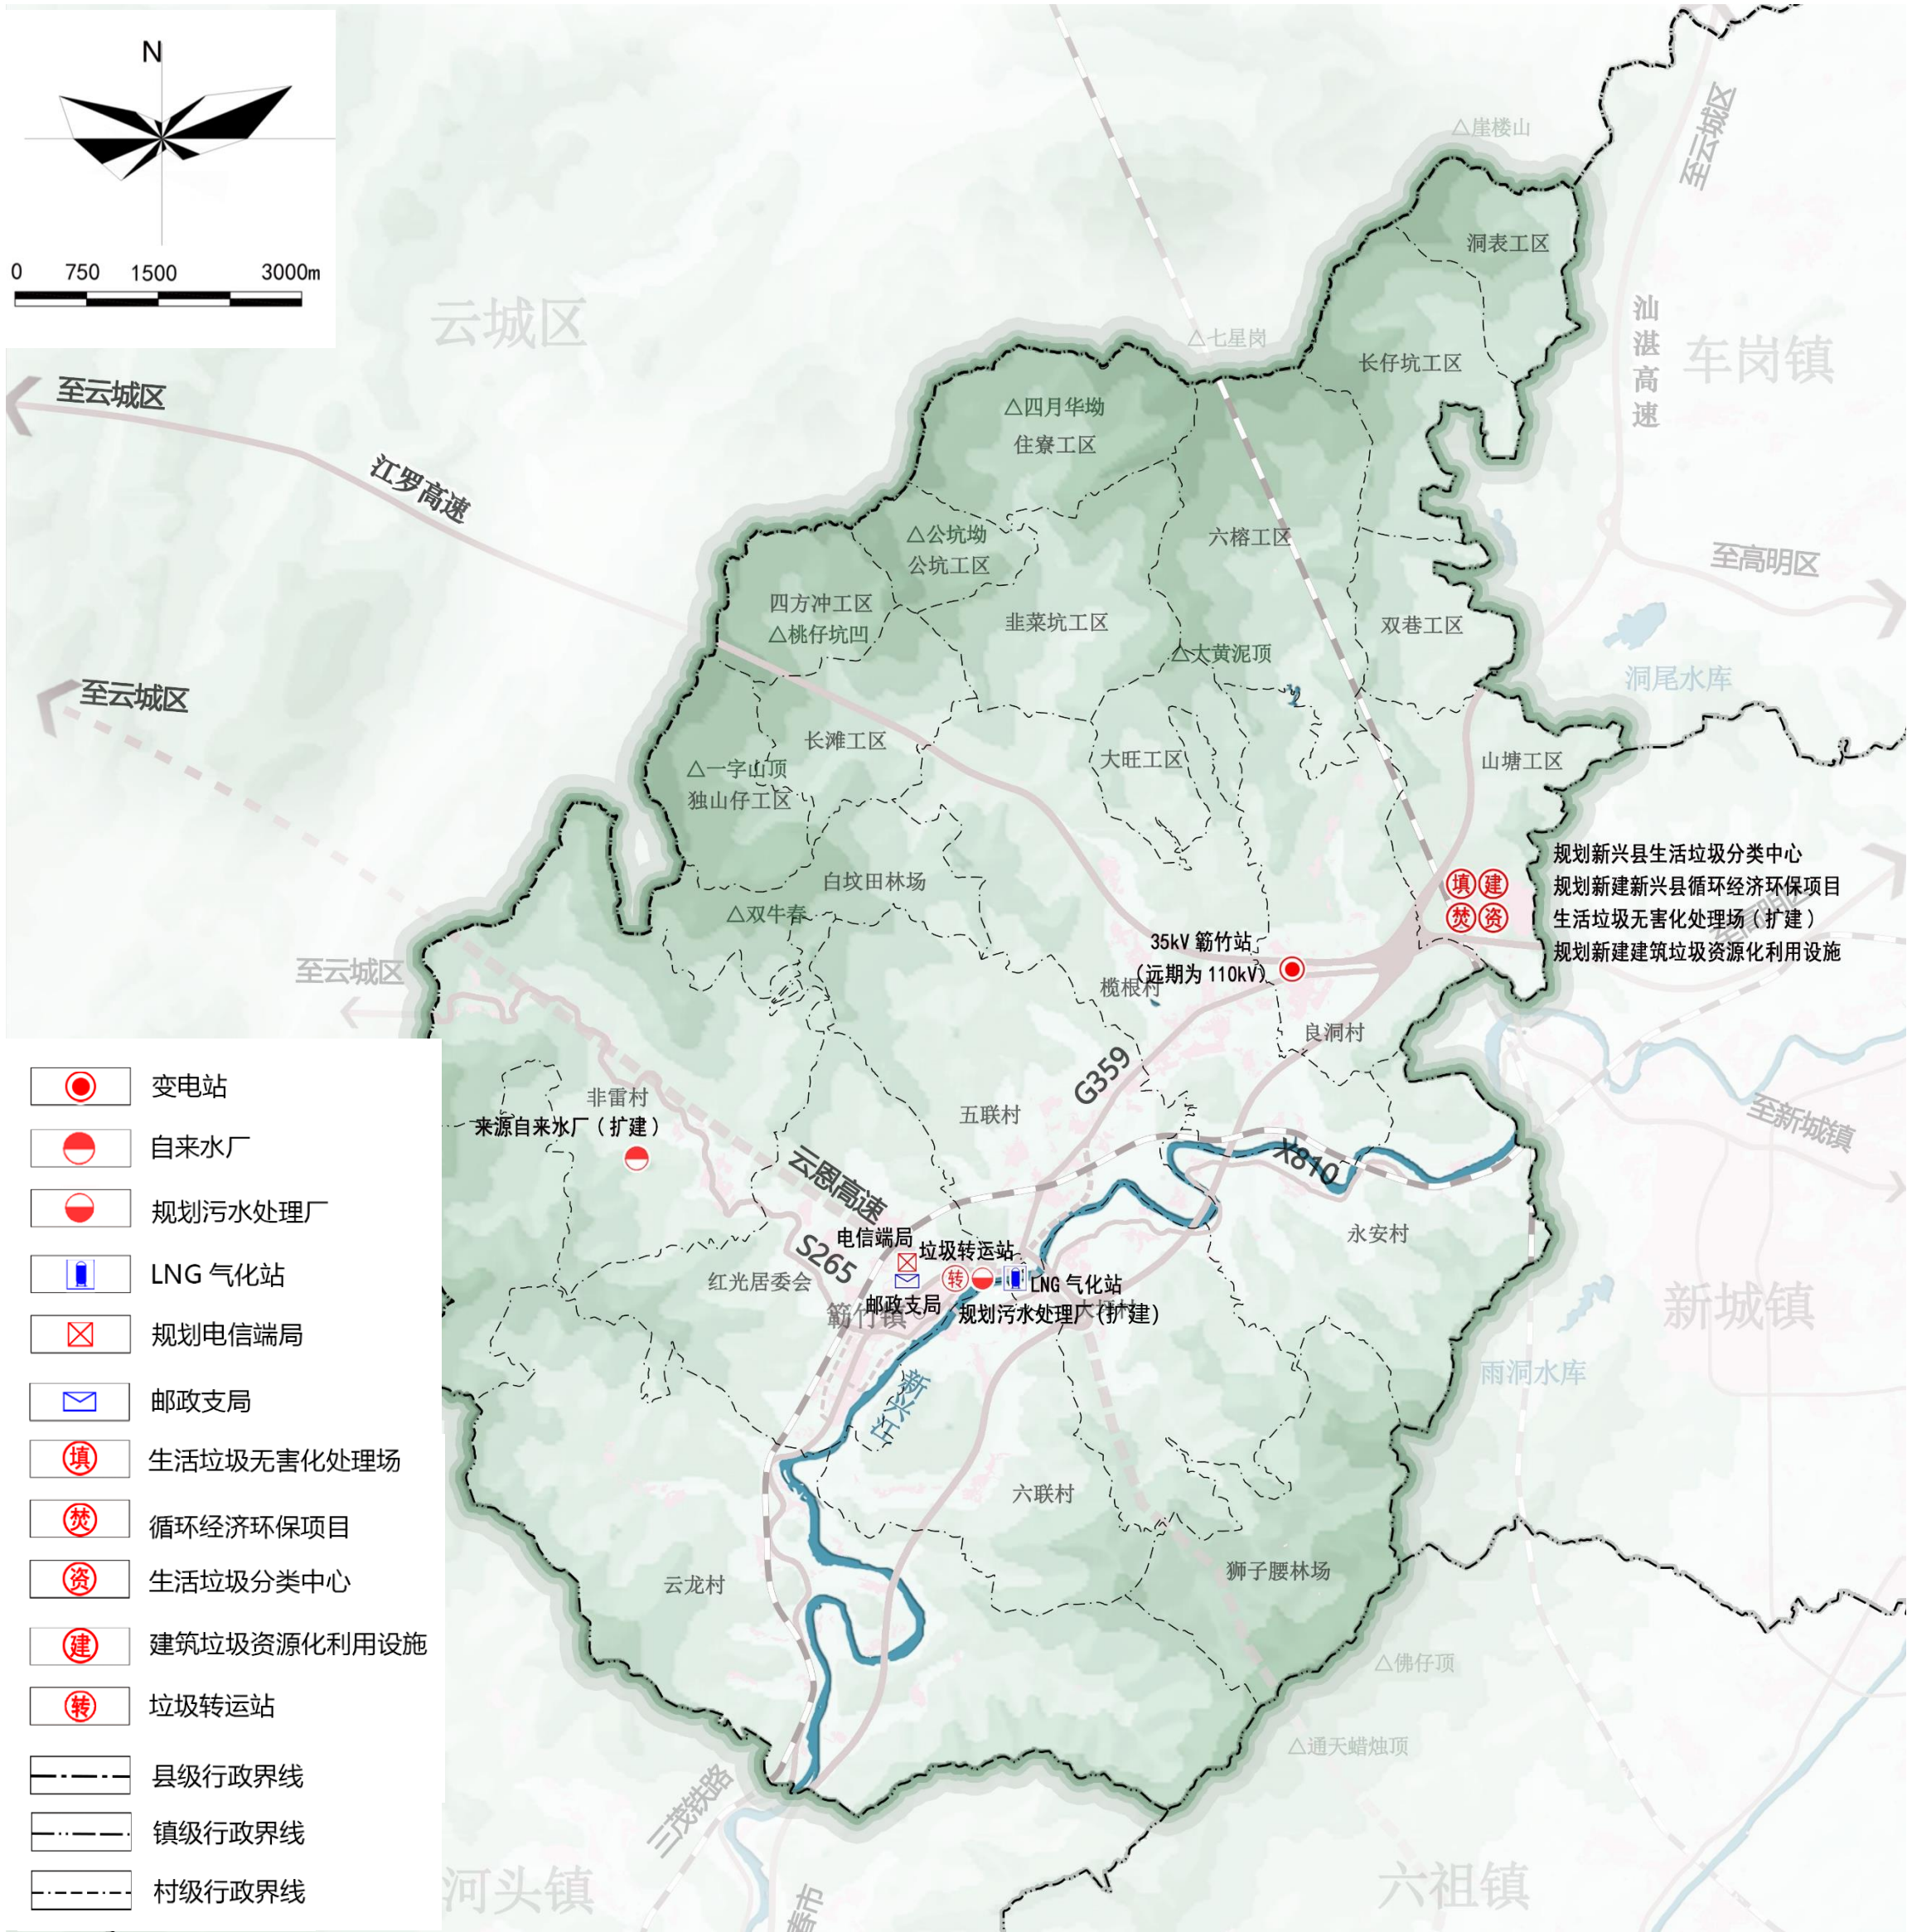 N
0 750 1500 3000m
△崖楼山
至云城区
洞表工区
云城区
汕湛高速
△七星岗
车岗镇
长仔坑工区
至云城区
△四月华坳
住寮工区
江罗高速
△公坑坳
公坑工区
六榕工区
至高明区
四方冲工区
△桃仔坑凹
韭菜坑工区
双巷工区
△大黄泥顶
洞尾水库
至云城区
长滩工区
大旺工区
山塘工区
△一字山顶
独山仔工区
规划新兴县生活垃圾分类中心
白坟田林场
填 建
规划新建新兴县循环经济环保项目
△双牛春
焚 资
生活垃圾无害化处理场（扩建）
至高明区
规划新建建筑垃圾资源化利用设施
35kV 簕竹站
（远期为 110kV）
至云城区
榄根村
良洞村
G359
非雷村
来源自来水厂（扩建）
五联村
至新城镇
云恩高速
X810
永安村
电信端局
垃圾转运站
S265
红光居委会
转
LNG 气化站
邮政支局
簕竹镇
规划污水处理厂（扩建）
新城镇
新兴江
雨洞水库
六联村
云龙村
狮子腰林场
△佛仔顶
△通天蜡烛顶
三茂铁路
河头镇
六祖镇
春市
变电站
自来水厂
规划污水处理厂
LNG 气化站
规划电信端局
邮政支局
填 生活垃圾无害化处理场
焚 循环经济环保项目
资 生活垃圾分类中心
建 建筑垃圾资源化利用设施
转 垃圾转运站
县级行政界线
镇级行政界线
村级行政界线